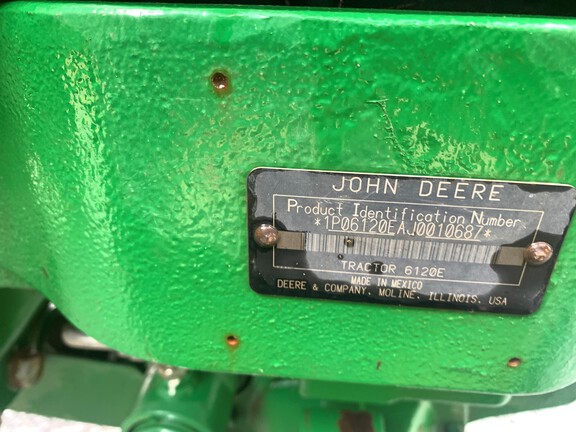 JOHN DEERE
Product Identification Number
*1P06120EAJ0010687*
TRACTOR 6120E
MADE IN MEXICO
DEERE & COMPANY, MOLINE, ILLINOIS, USA